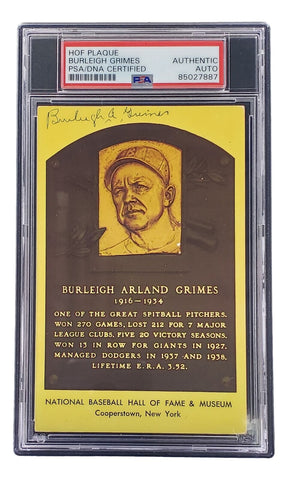 HOF PLAQUE
BURLEIGH GRIMES
PSA/DNA CERTIFIED
AUTHENTIC
AUTO
85027887
PSA
Burleigh A. Grimes
BURLEIGH ARLAND GRIMES
1916-1934
ONE OF THE GREAT SPITBALL PITCHERS.
WON 270 GAMES, LOST 212 FOR 7 MAJOR
LEAGUE CLUBS. FIVE 20 VICTORY SEASONS.
WON 13 IN ROW FOR GIANTS IN 1927.
MANAGED DODGERS IN 1937 AND 1938.
LIFETIME E.R.A. 3.52.
NATIONAL BASEBALL HALL OF FAME & MUSEUM
Cooperstown, New York